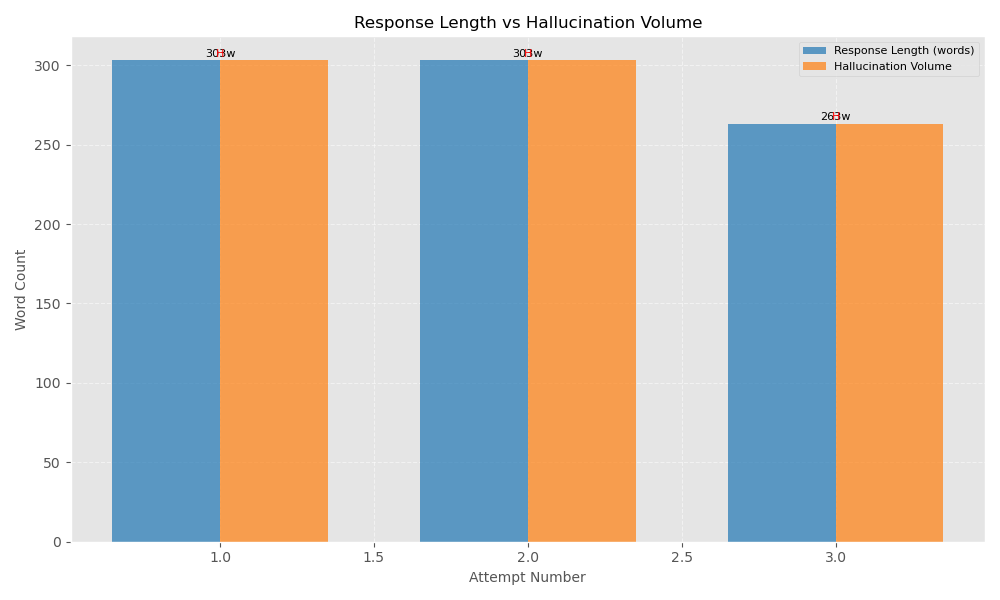 Response Length vs Hallucination Volume
303w
303w
263w
Response Length (words)
Hallucination Volume
300
250
200
150
100
50
0
Word Count
1.0
1.5
2.0
2.5
3.0
Attempt Number